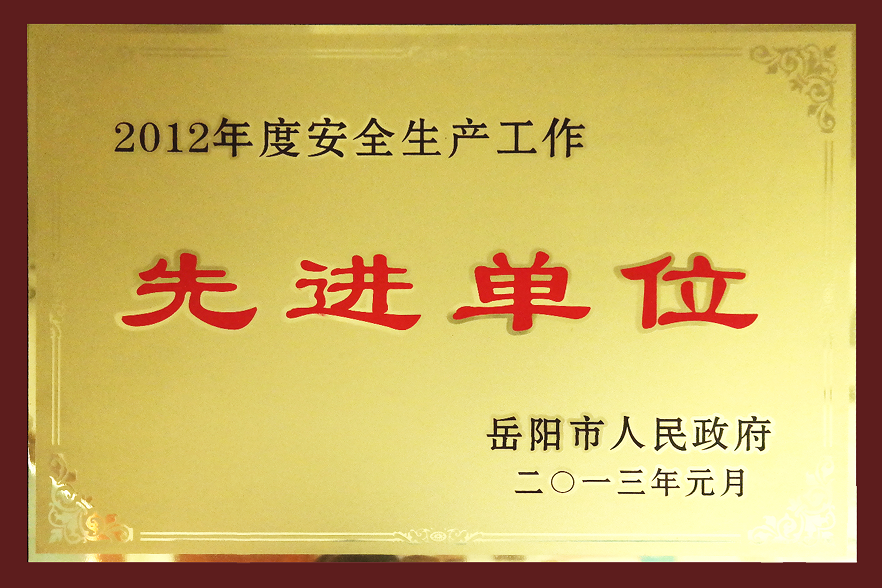 2012年度安全生产工作
先进单位
岳阳市人民政府
二〇一三年元月